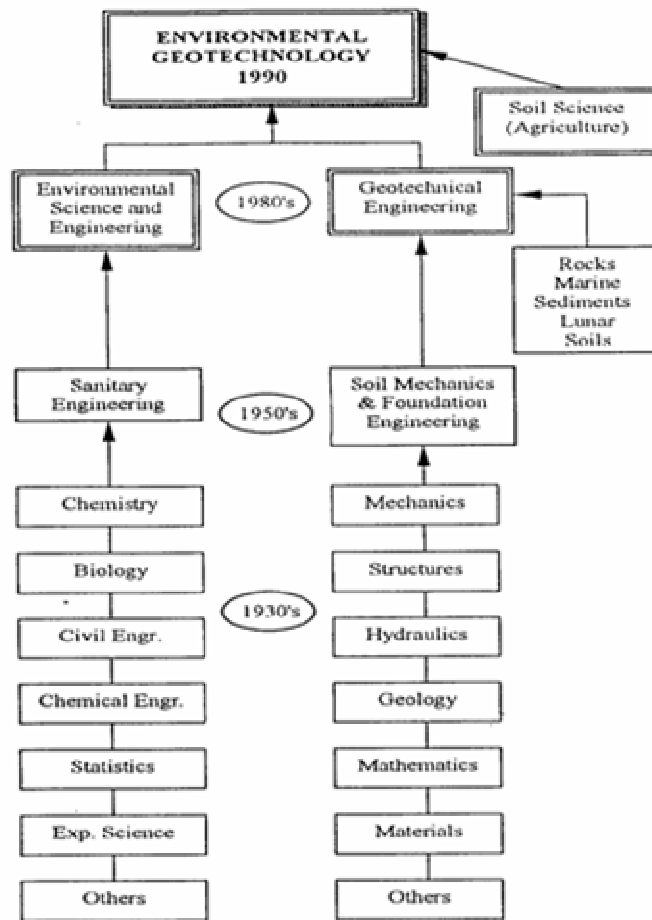 ENVIRONMENTAL
GEOTECHNOLOGY
1990
Soil Science
(Agriculture)
Environmental
Science and
Engineering
1980's
Geotechnical
Engineering
Rocks
Marine
Sediments
Lunar
Soils
Sanitary
Engineering
1950's
Soil Mechanics
& Foundation
Engineering
Chemistry
Mechanics
Biology
Structures
1930's
Civil Engr.
Hydraulics
Chemical Engr.
Geology
Statistics
Mathematics
Exp. Science
Materials
Others
Others